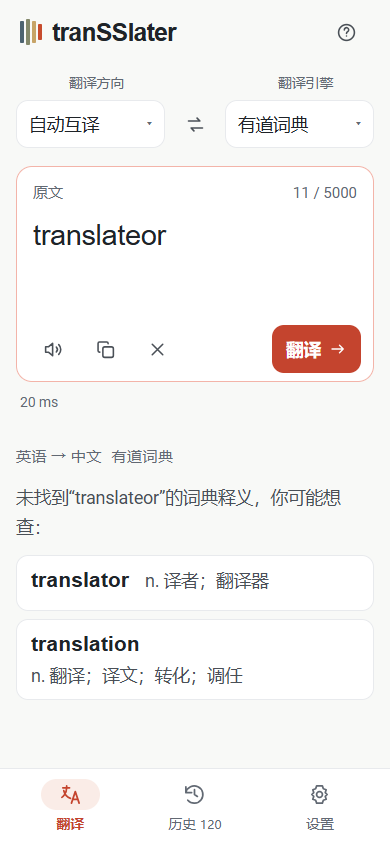 tranSSlater
翻译方向
翻译引擎
自动互译
有道词典
原文
11 / 5000
translateor
翻译
20 ms
英语 → 中文 有道词典
未找到“translateor”的词典释义，你可能想
查：
translator n. 译者；翻译器
translation
n. 翻译；译文；转化；调任
翻译
历史 120
设置